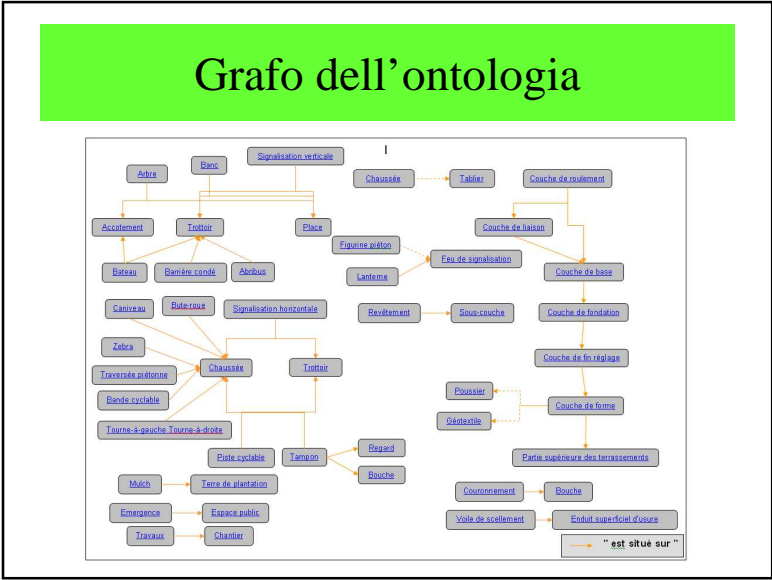 Grafo dell'ontologia
Signalisation verticale
Banc
Arbre
Chaussée
Tablier
Couche de roulement
Accotement
Trottoir
Place
Couche de liaison
Figurine piéton
Feu de signalisation
Bateau
Barrière condé
Abribus
Lanterne
Couche de base
Caniveau
Bute-roue
Signalisation horizontale
Revêtement
Sous-couche
Couche de fondation
Zebra
Chaussée
Trottoir
Couche de fin réglage
Traversée piétonne
Bande cyclable
Poussier
Couche de forme
Géotextile
Tourne-à-gauche Tourne-à-droite
Piste cyclable
Tampon
Regard
Bouche
Partie supérieure des terrassements
Mulch
Terre de plantation
Couronnement
Bouche
Emergence
Espace public
Voile de scellement
Enduit superficiel d'usure
Travaux
Chantier
" est situé sur "